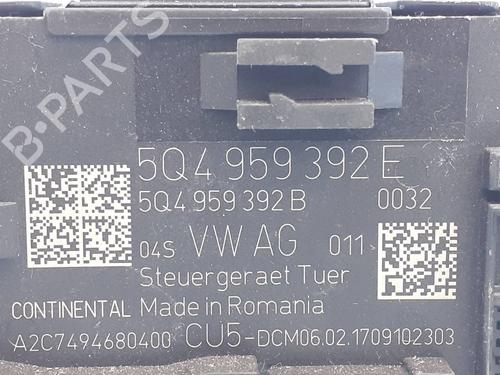 B-PARTS
5Q4 959 392 E
5Q4 959 392 B 0032
04S VW AG 011
Steuergeraet Tuer
CONTINENTAL Made in Romania
A2C7494680400 CU5-DCM06.02.1709102303